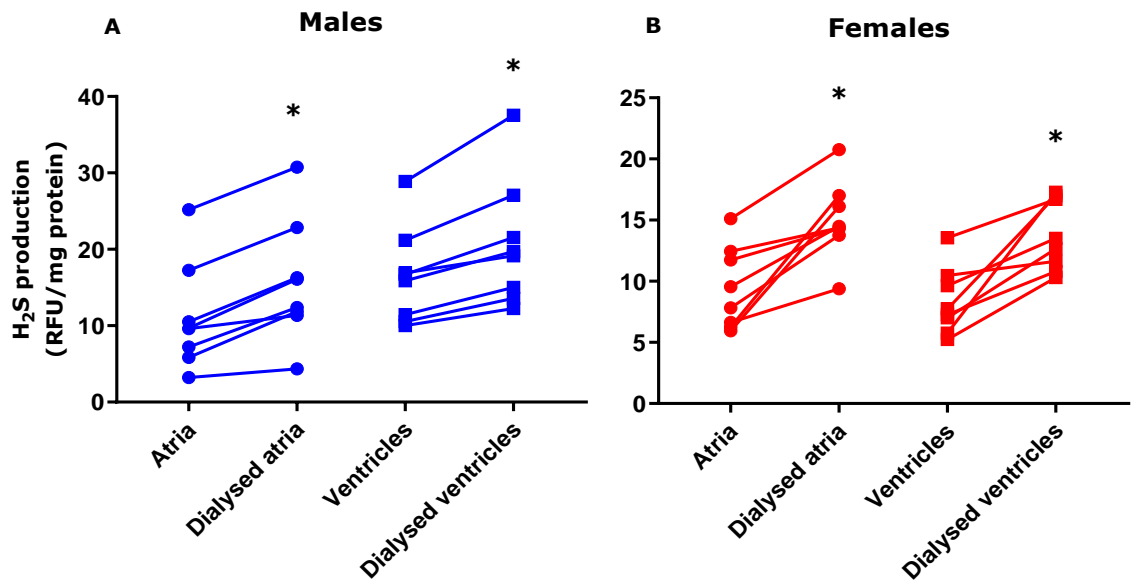 A
Males
*
*
H₂S production
(RFU/mg protein)
40
30
20
10
0
Atria
Dialysed atria
Ventricles
Dialysed ventricles
B
Females
*
*
25
20
15
10
5
0
Atria
Dialysed atria
Ventricles
Dialysed ventricles